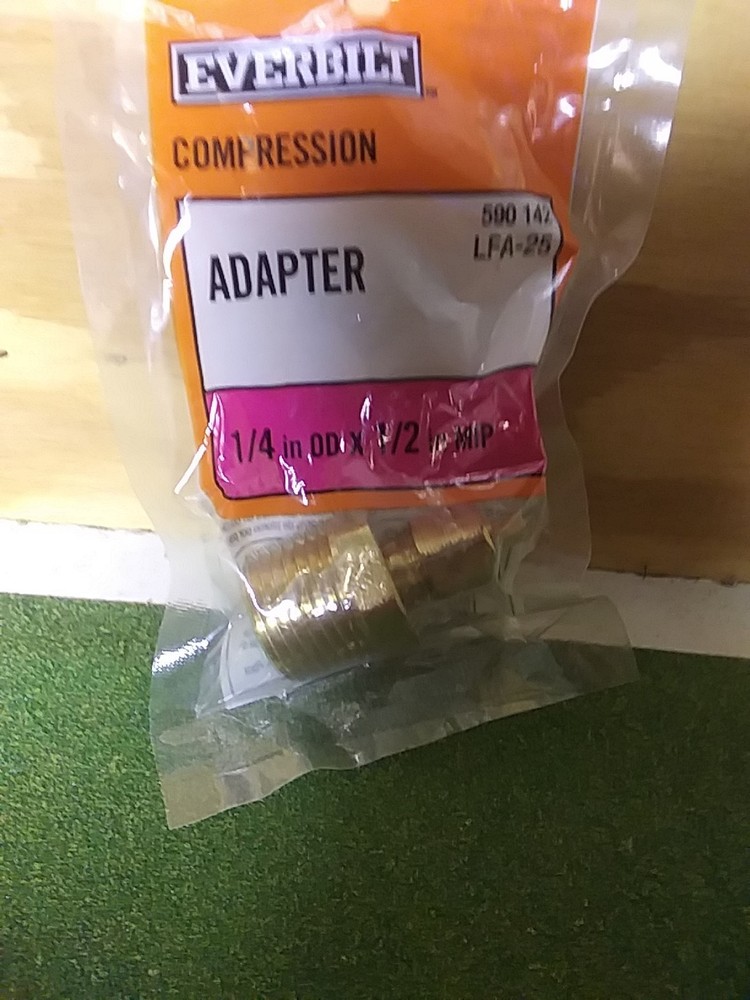 EVERBILT
COMPRESSION
590 142
LFA-25
ADAPTER
1/4 in OD X 1/2 in MIP